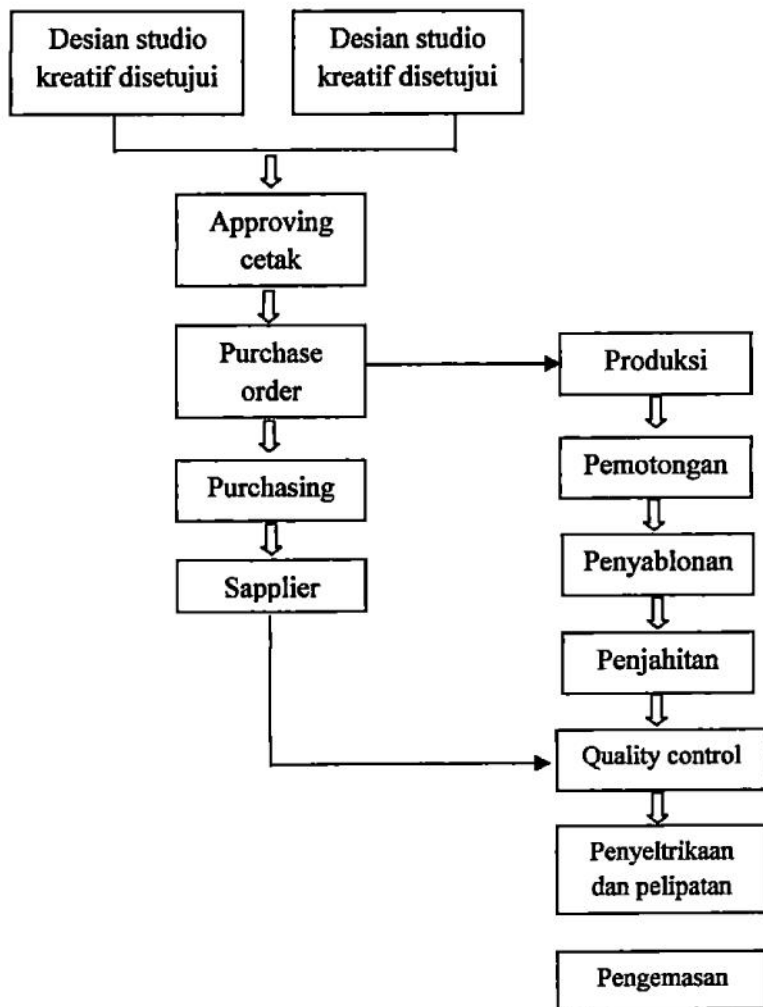 Desian studio
kreatif disetujui
Desian studio
kreatif disetujui
Approving
cetak
Purchase
order
Purchasing
Sapplier
Produksi
Pemotongan
Penyablonan
Penjahitan
Quality control
Penyeltrikaan
dan pelipatan
Pengemasan